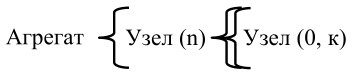 Агрегат { Узел (n) { Узел (0, к)